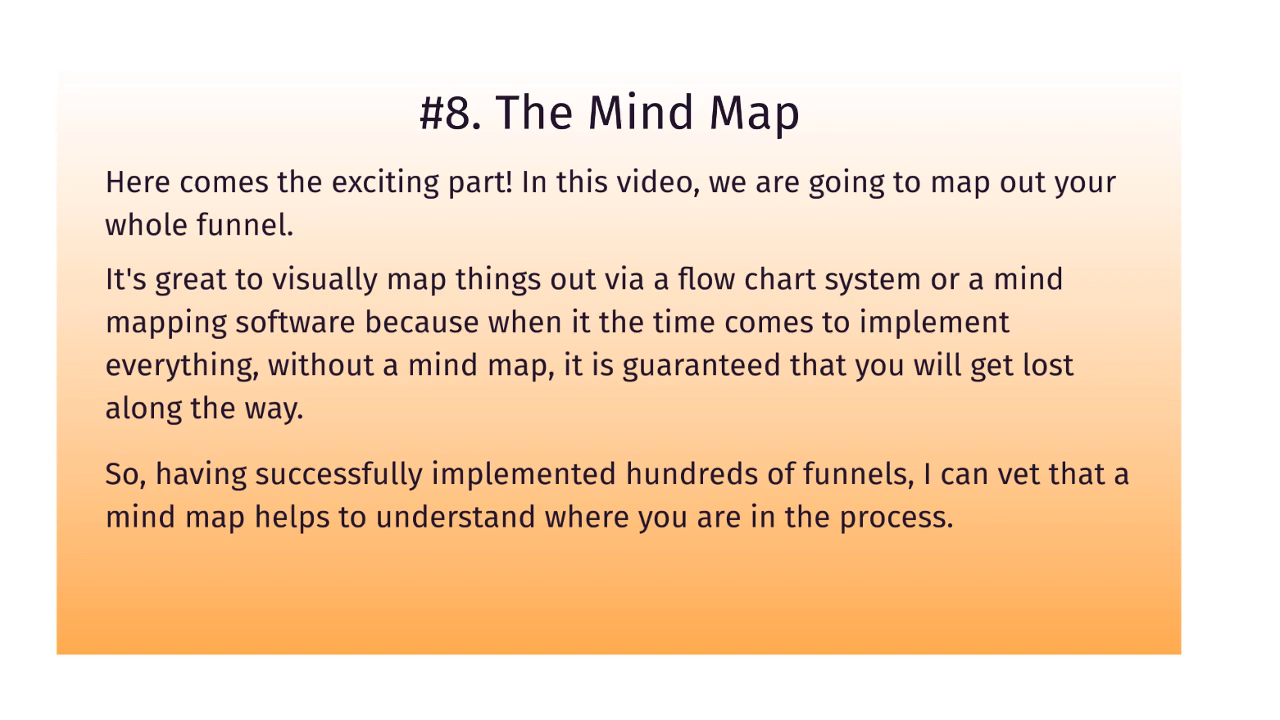 #8. The Mind Map
Here comes the exciting part! In this video, we are going to map out your
whole funnel.
It's great to visually map things out via a flow chart system or a mind
mapping software because when it the time comes to implement
everything, without a mind map, it is guaranteed that you will get lost
along the way.
So, having successfully implemented hundreds of funnels, I can vet that a
mind map helps to understand where you are in the process.